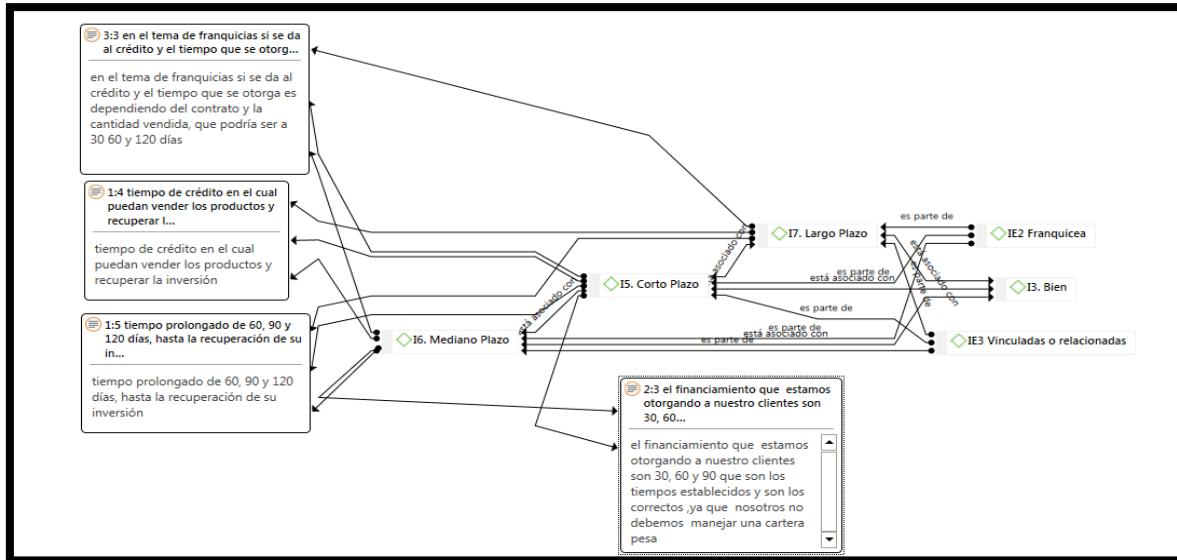 3:3 en el tema de franquicias si se da
al crédito y el tiempo que se otorg...
en el tema de franquicias si se da al
crédito y el tiempo que se otorga es
dependiendo del contrato y la
cantidad vendida, que podría ser a
30 60 y 120 días
1:4 tiempo de crédito en el cual
puedan vender los productos y
recuperar l...
tiempo de crédito en el cual
puedan vender los productos y
recuperar la inversión
1:5 tiempo prolongado de 60, 90 y
120 días, hasta la recuperación de su
in...
tiempo prolongado de 60, 90 y 120
días, hasta la recuperación de su
inversión
es parte de
I7. Largo Plazo
IE2 Franquicea
está asociado con
está asociado con
es parte de
es parte de
está asociado con
I5. Corto Plazo
I3. Bien
es parte de
está asociado con
es parte de
está asociado con
es parte de
I6. Mediano Plazo
IE3 Vinculadas o relacionadas
2:3 el financiamiento que estamos
otorgando a nuestro clientes son
30, 60...
el financiamiento que estamos
otorgando a nuestro clientes
son 30, 60 y 90 que son los
tiempos establecidos y son los
correctos ,ya que nosotros no
debemos manejar una cartera
pesa